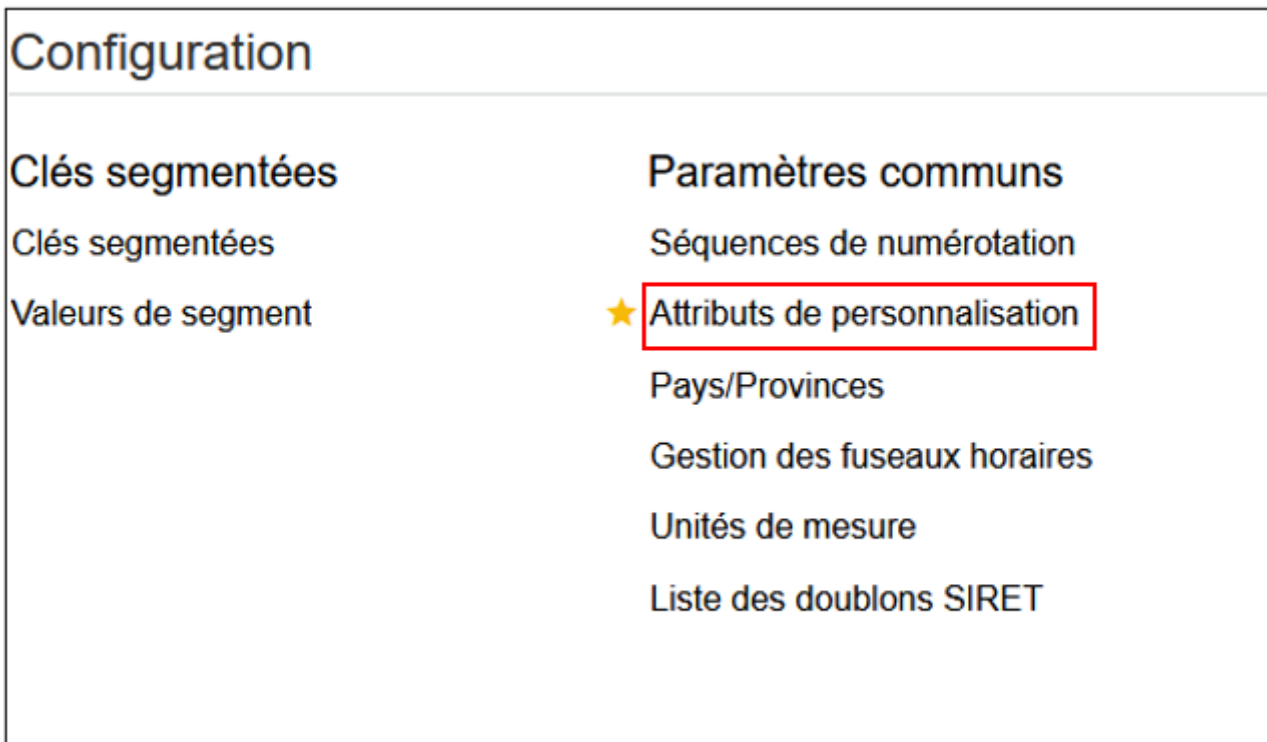 Configuration
Clés segmentées
Clés segmentées
Valeurs de segment
Paramètres communs
Séquences de numérotation
Attributs de personnalisation
Pays/Provinces
Gestion des fuseaux horaires
Unités de mesure
Liste des doublons SIRET